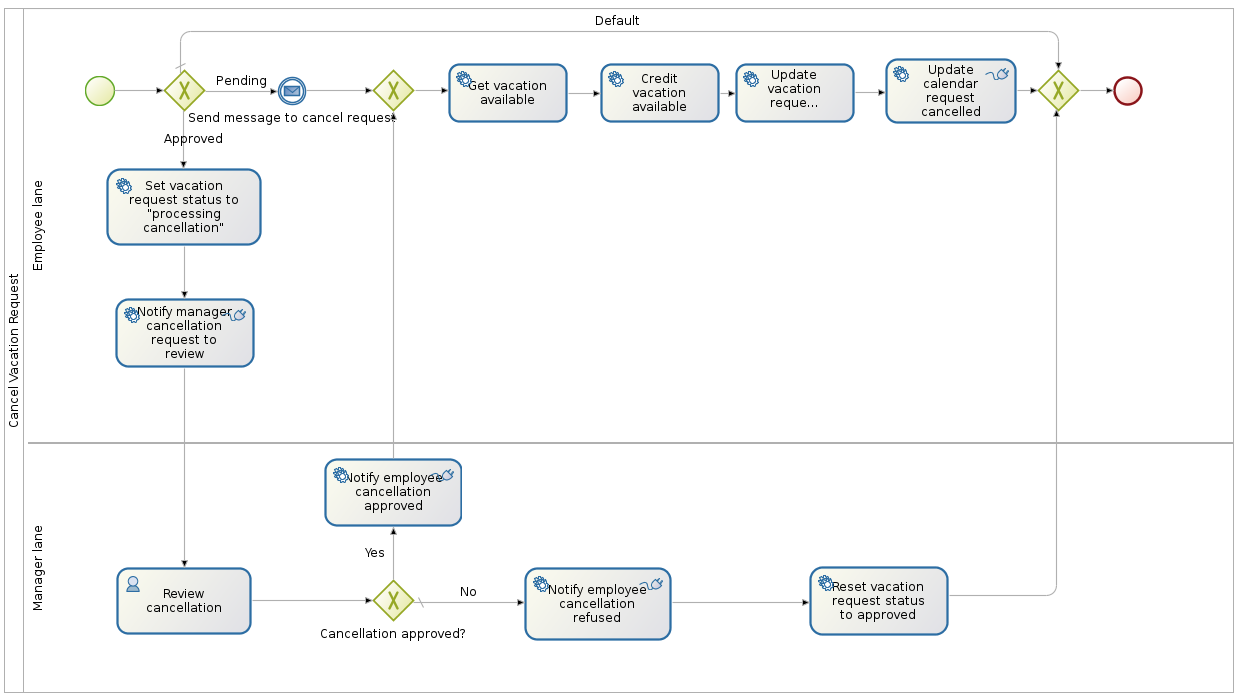 Default
Pending
Send message to cancel request
Approved
Get vacation
available
Credit
vacation
available
Update
vacation
reque...
Update
calendar
request
cancelled
Set vacation
request status to
"processing
cancellation"
Notify manager
cancellation
request to
review
Employee lane
Cancel Vacation Request
Manager lane
Notify employee
cancellation
approved
Yes
Review
cancellation
Cancellation approved?
No
Notify employee
cancellation
refused
Reset vacation
request status
to approved